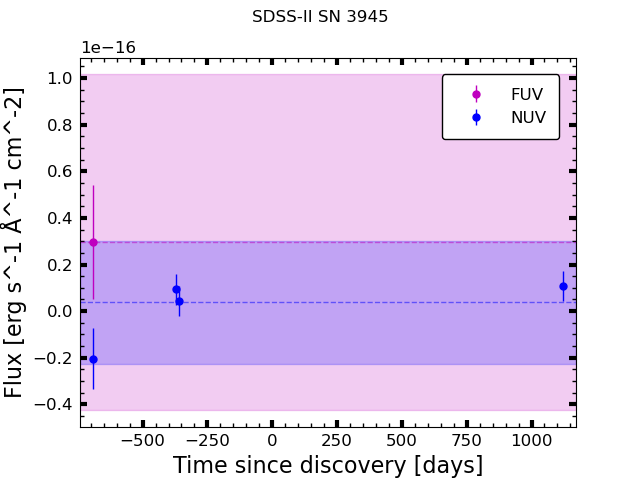 SDSS-II SN 3945
1e−16
1.0
0.8
0.6
0.4
0.2
0.0
−0.2
−0.4
Flux [erg s^-1 Å^-1 cm^-2]
FUV
NUV
−500 −250 0 250 500 750 1000
Time since discovery [days]